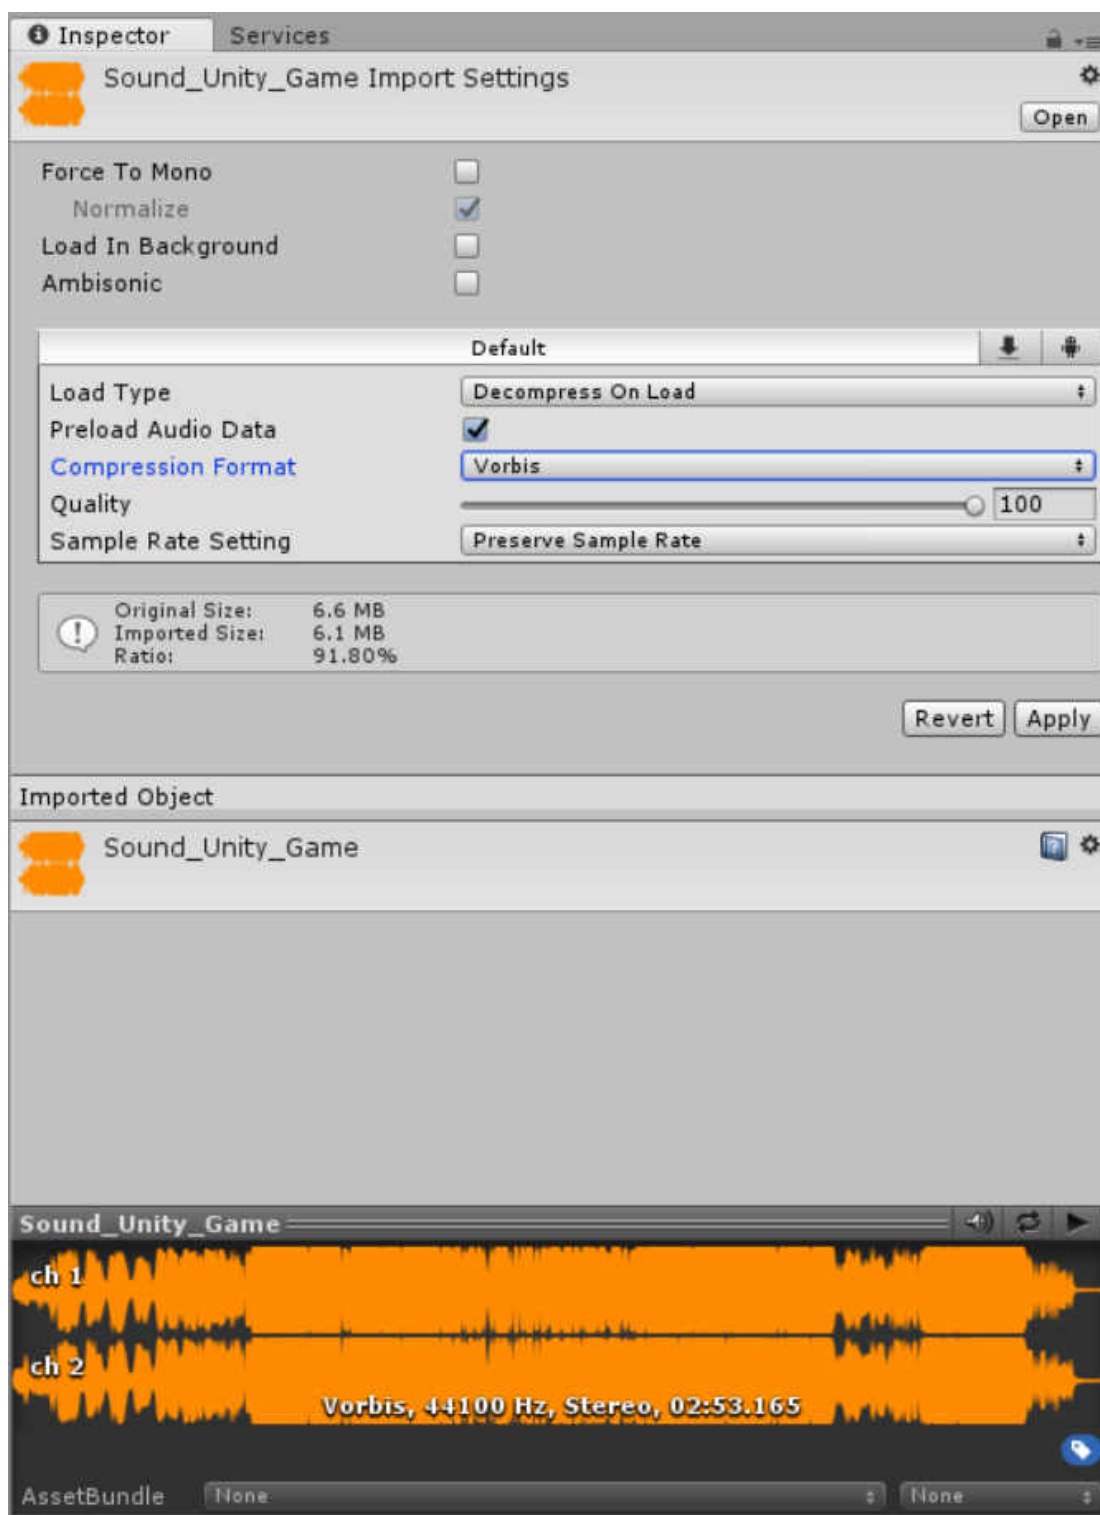 Inspector Services
Sound_Unity_Game Import Settings
Open
Force To Mono
Normalize
Load In Background
Ambisonic
Default
Load Type Decompress On Load
Preload Audio Data
Compression Format Vorbis
Quality 100
Sample Rate Setting Preserve Sample Rate
Original Size: 6.6 MB
Imported Size: 6.1 MB
Ratio: 91.80%
Revert Apply
Imported Object
Sound_Unity_Game
Sound_Unity_Game
ch 1
ch 2
Vorbis, 44100 Hz, Stereo, 02:53.165
AssetBundle None None